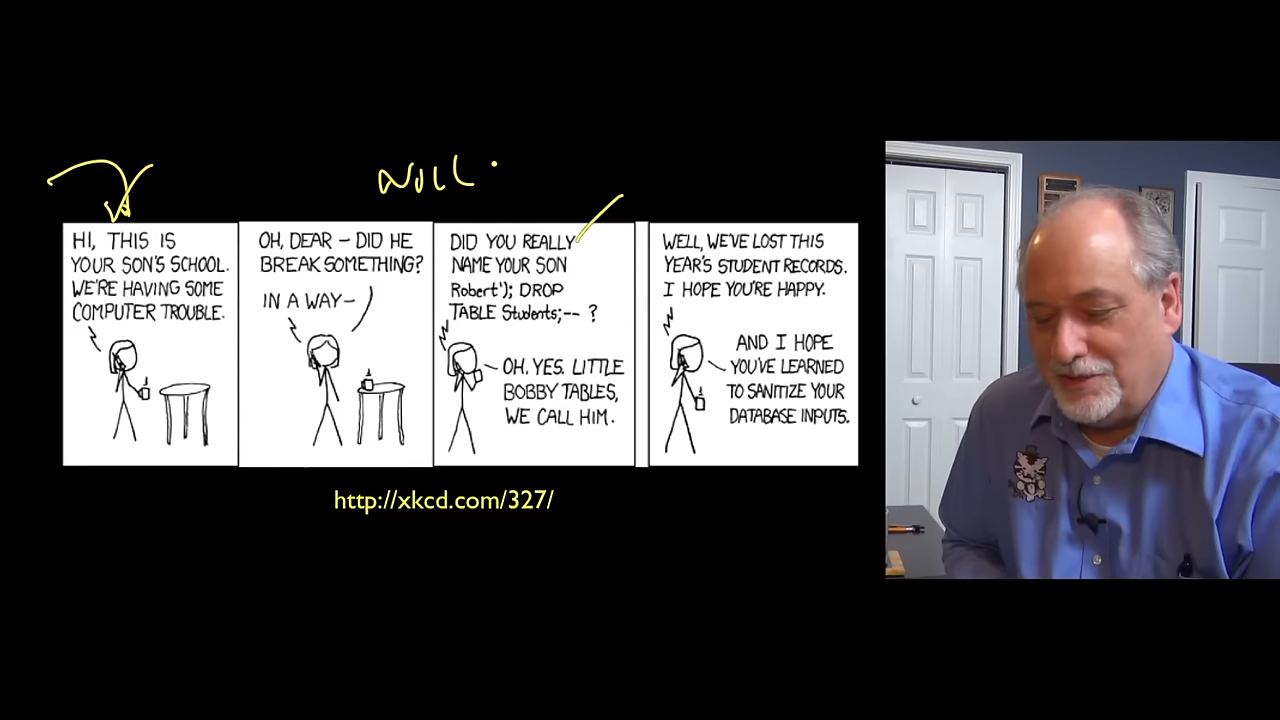 NULL.
HI, THIS IS
YOUR SON'S SCHOOL.
WE'RE HAVING SOME
COMPUTER TROUBLE.
OH, DEAR – DID HE
BREAK SOMETHING?
IN A WAY–
DID YOU REALLY
NAME YOUR SON
Robert'); DROP
TABLE Students;-- ?
OH. YES. LITTLE
BOBBY TABLES,
WE CALL HIM.
WELL, WE'VE LOST THIS
YEAR'S STUDENT RECORDS.
I HOPE YOU'RE HAPPY.
AND I HOPE
YOU'VE LEARNED
TO SANITIZE YOUR
DATABASE INPUTS.
http://xkcd.com/327/